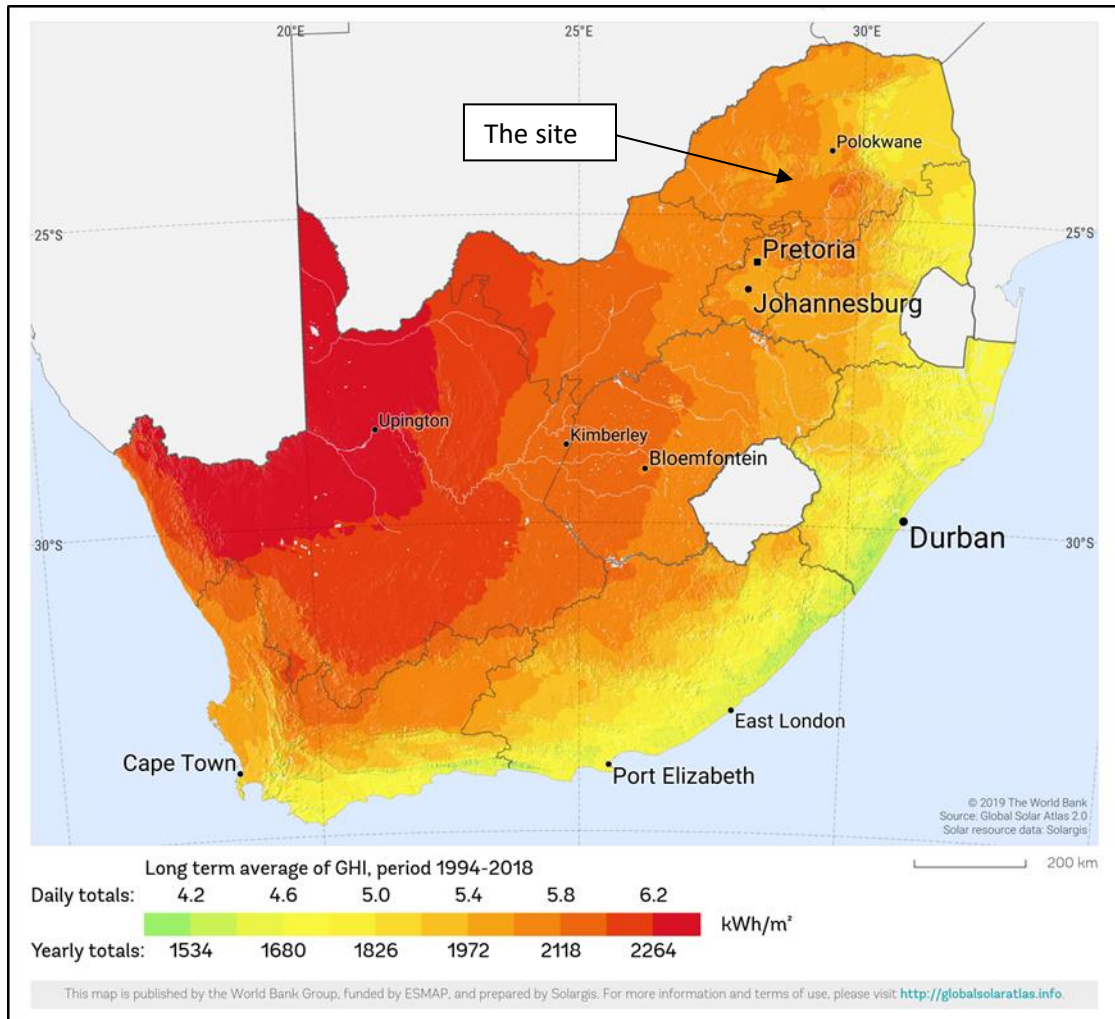 20°E 25°E 30°E
The site
Polokwane
25°S 25°S
Pretoria
Johannesburg
Upington
Kimberley
Bloemfontein
30°S 30°S
Durban
East London
Cape Town
Port Elizabeth
© 2019 The World Bank
Source: Global Solar Atlas 2.0
Solar resource data: Solargis
Long term average of GHI, period 1994-2018
200 km
Daily totals: 4.2 4.6 5.0 5.4 5.8 6.2
kWh/m²
Yearly totals: 1534 1680 1826 1972 2118 2264
This map is published by the World Bank Group, funded by ESMAP, and prepared by Solargis. For more information and terms of use, please visit http://globalsolaratlas.info.